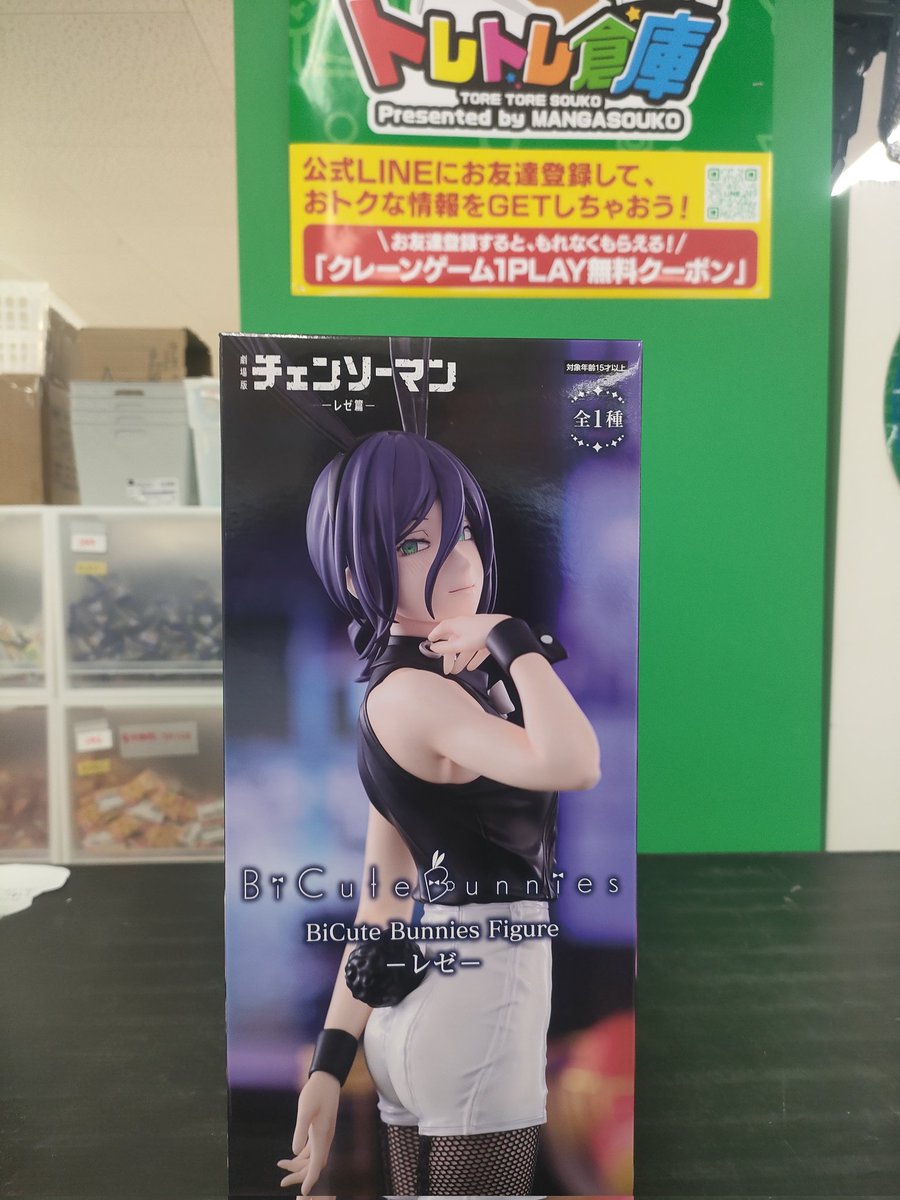 トレトレ倉庫
TORE TORE SOUKO
Presented by MANGASOUKO
公式LINEにお友達登録して、
おトクな情報をGETしちゃおう!
\お友達登録すると、もれなくもらえる!/
「クレーンゲーム1PLAY無料クーポン」
LINE
劇場版 チェンソーマン
―レゼ篇―
対象年齢15才以上
全1種
BiCute Bunnies
BiCute Bunnies Figure
―レゼ―